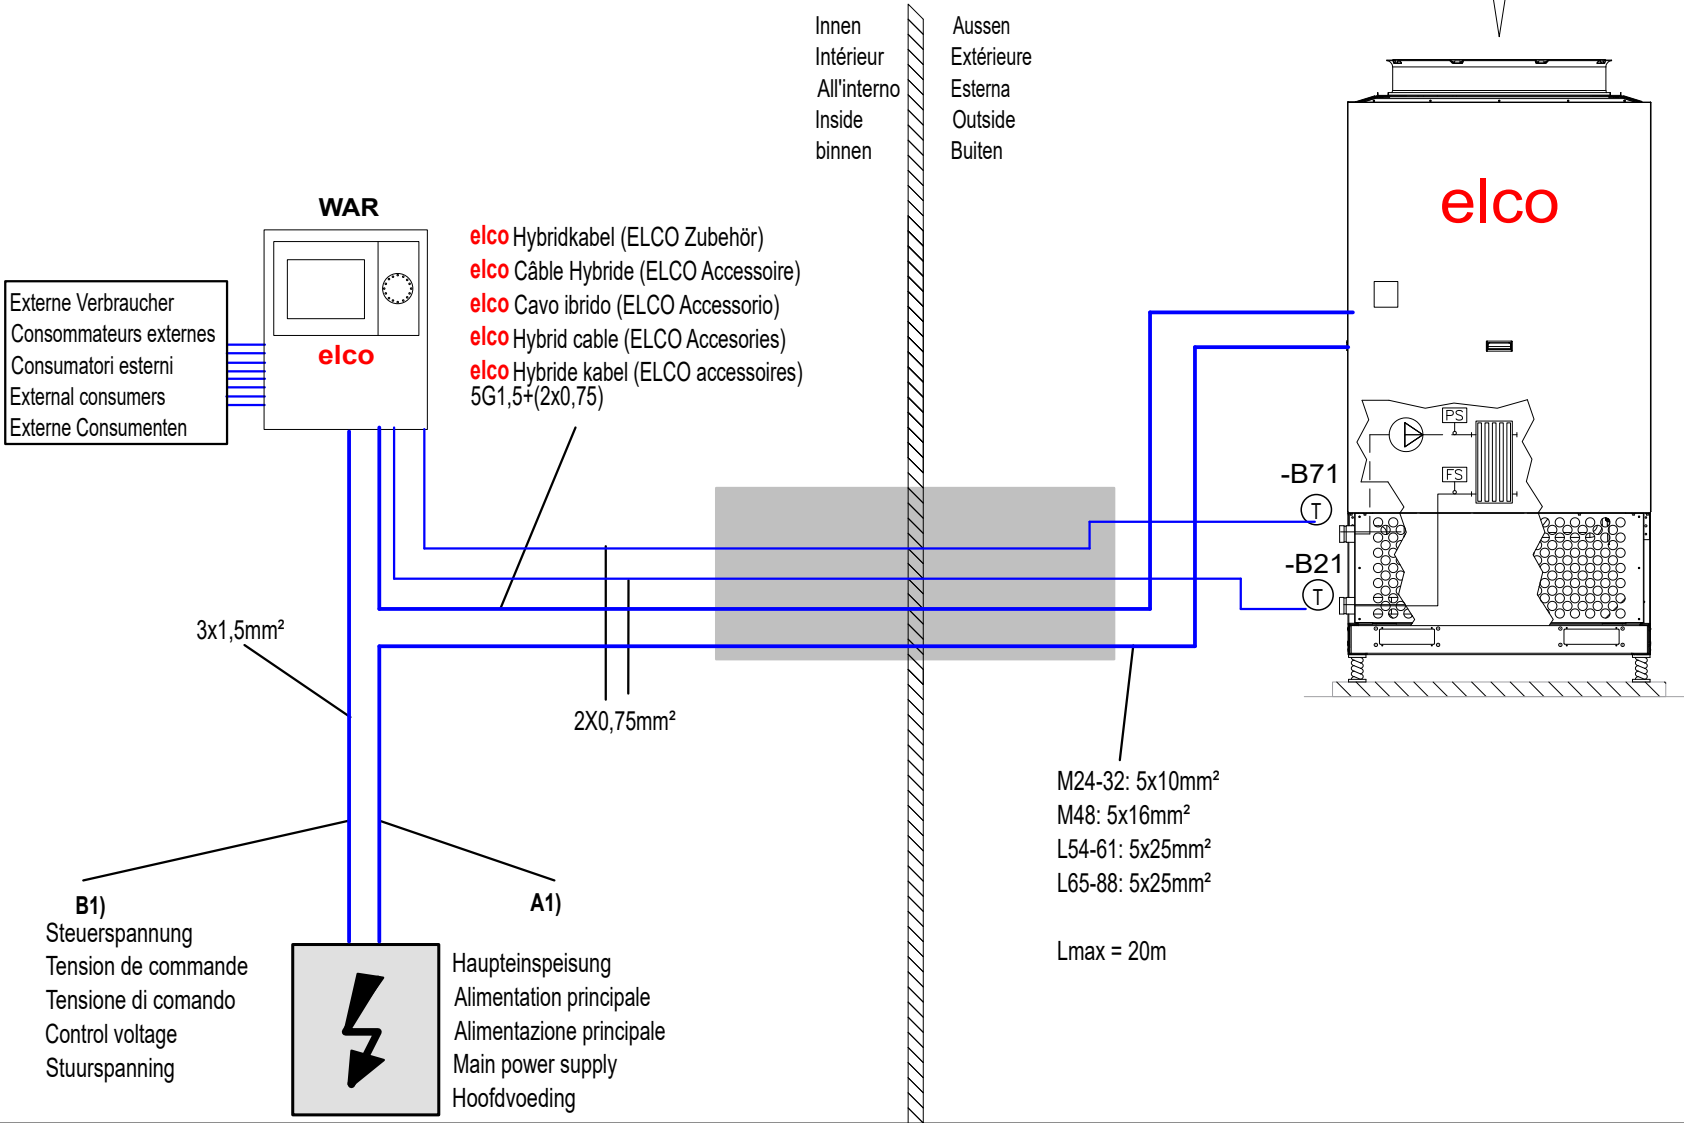 Innen
Intérieur
All'interno
Inside
binnen
Aussen
Extérieure
Esterna
Outside
Buiten
elco
WAR
elco
elco Hybridkabel (ELCO Zubehör)
elco Câble Hybride (ELCO Accessoire)
elco Cavo ibrido (ELCO Accessorio)
elco Hybrid cable (ELCO Accesories)
elco Hybride kabel (ELCO accessoires)
5G1,5+(2x0,75)
Externe Verbraucher
Consommateurs externes
Consumatori esterni
External consumers
Externe Consumenten
PS
FS
-B71
T
-B21
T
3x1,5mm²
2X0,75mm²
M24-32: 5x10mm²
M48: 5x16mm²
L54-61: 5x25mm²
L65-88: 5x25mm²
Lmax = 20m
B1)
Steuerspannung
Tension de commande
Tensione di comando
Control voltage
Stuurspanning
A1)
Haupteinspeisung
Alimentation principale
Alimentazione principale
Main power supply
Hoofdvoeding